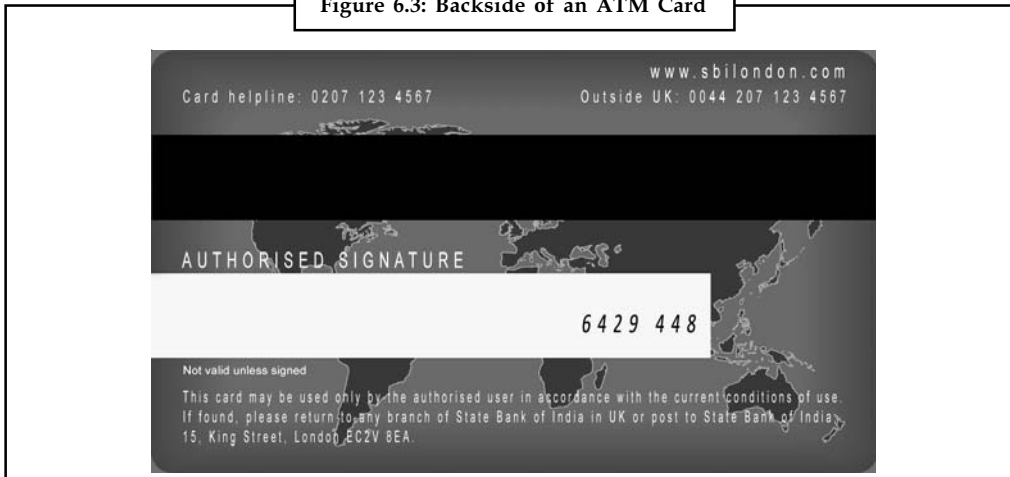 Figure 6.3: Backside of an ATM Card
www.sbilondon.com
Card helpline: 0207 123 4567 Outside UK: 0044 207 123 4567
AUTHORISED SIGNATURE
6429 448
Not valid unless signed
This card may be used only by the authorised user in accordance with the current conditions of use.
If found, please return to any branch of State Bank of India in UK or post to State Bank of India,
15, King Street, London EC2V 8EA.